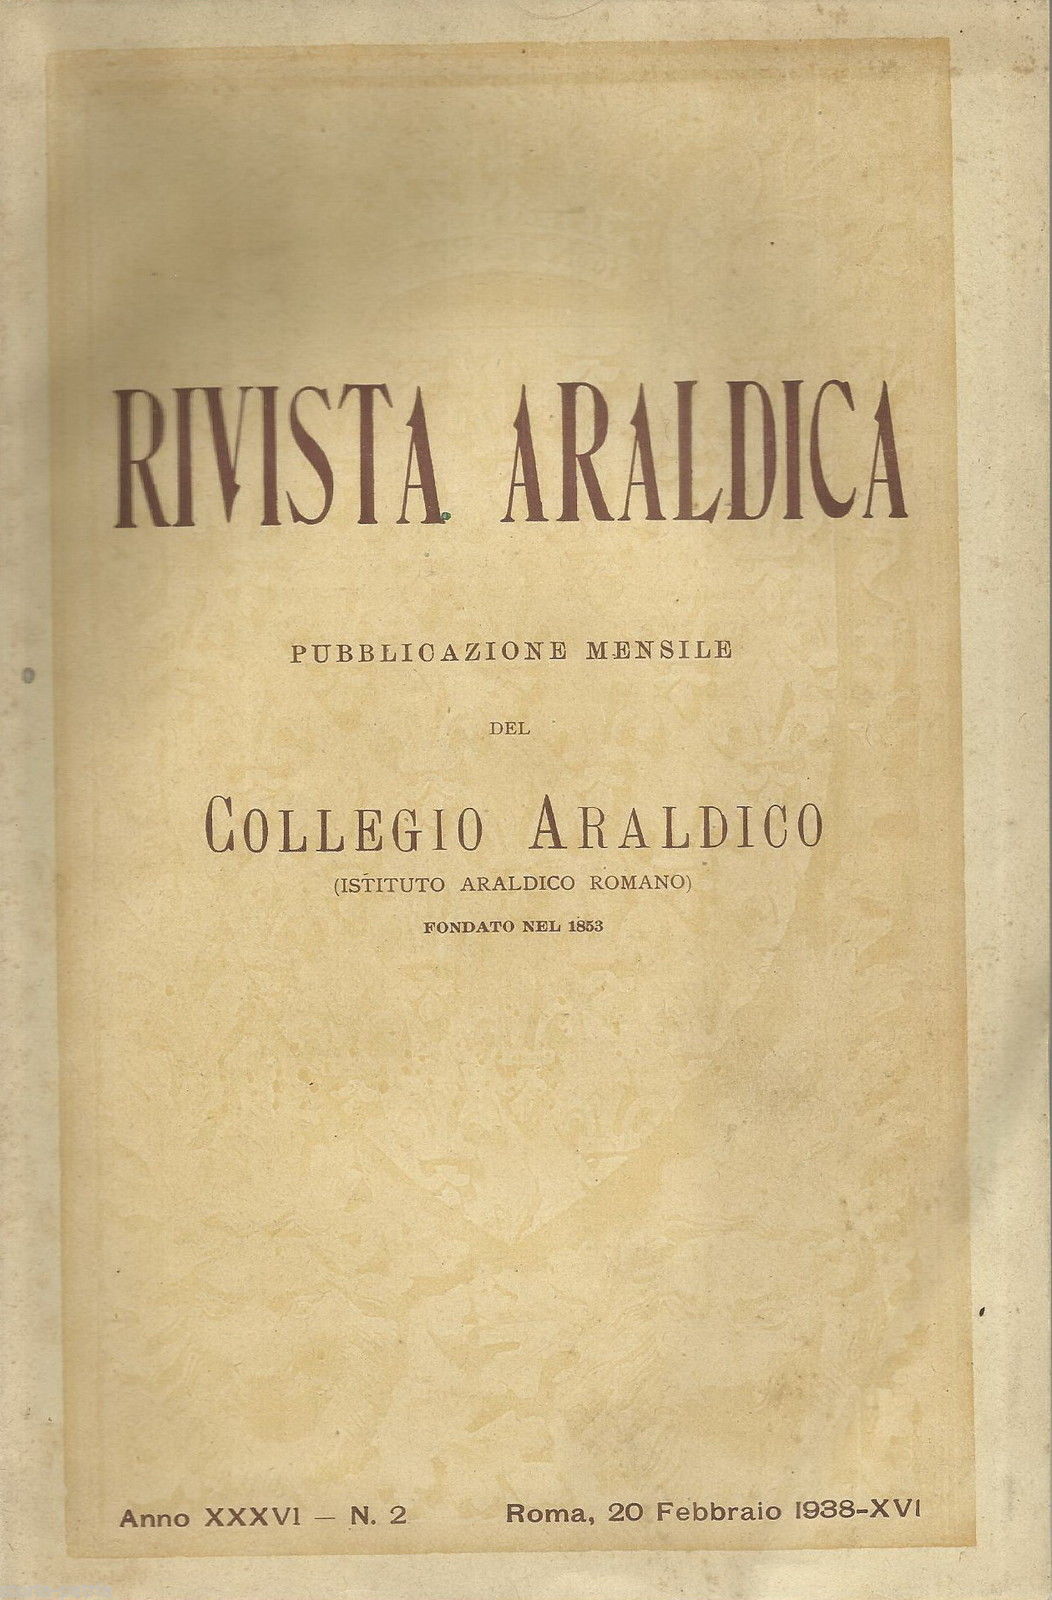 RIVISTA ARALDICA
PUBBLICAZIONE MENSILE
DEL
COLLEGIO ARALDICO
(ISTITUTO ARALDICO ROMANO)
FONDATO NEL 1853
Anno XXXVI — N. 2 Roma, 20 Febbraio 1938-XVI